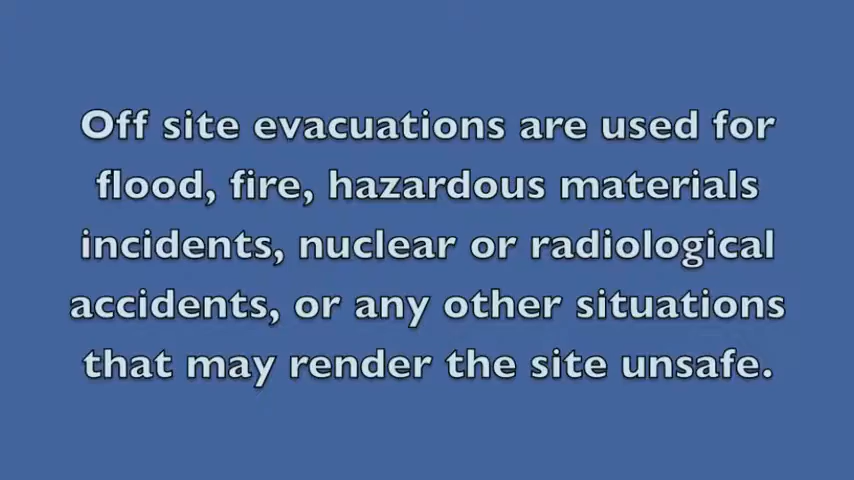 Off site evacuations are used for
flood, fire, hazardous materials
incidents, nuclear or radiological
accidents, or any other situations
that may render the site unsafe.